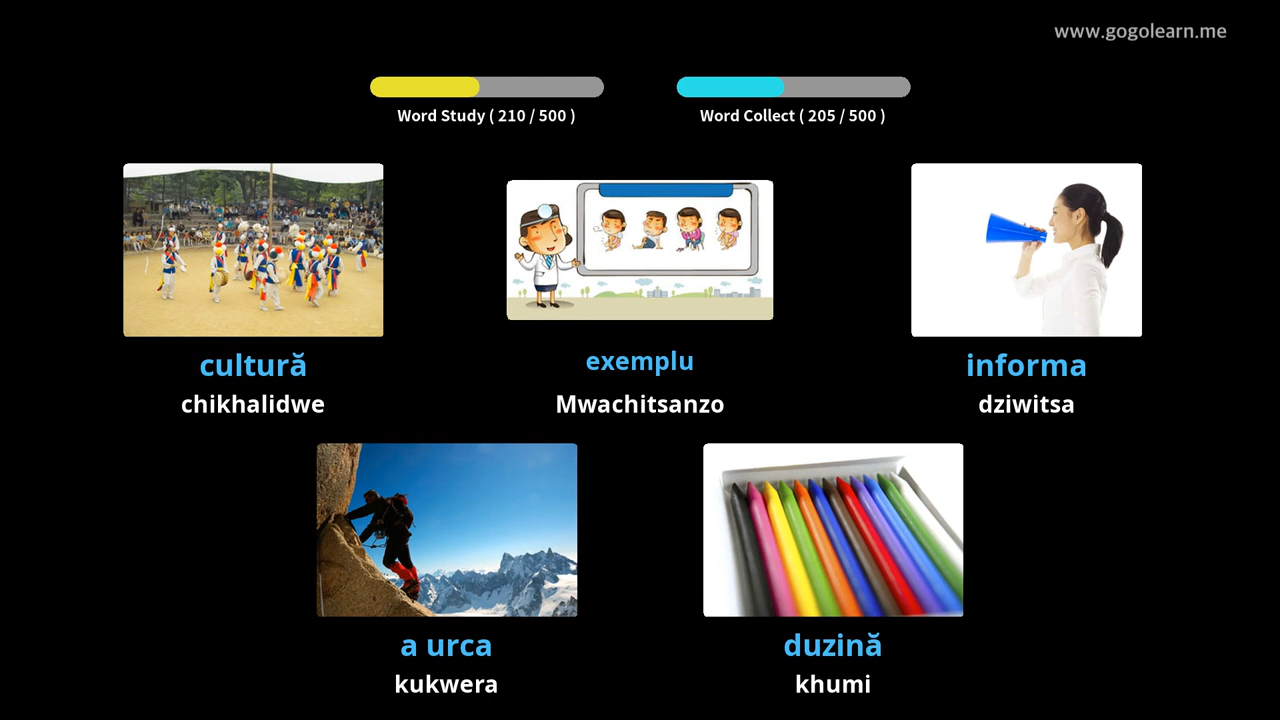 www.gogolearn.me
Word Study ( 210 / 500 )
Word Collect ( 205 / 500 )
cultură
chikhalidwe
exemplu
Mwachitsanzo
informa
dziwitsa
a urca
kukwera
duzină
khumi